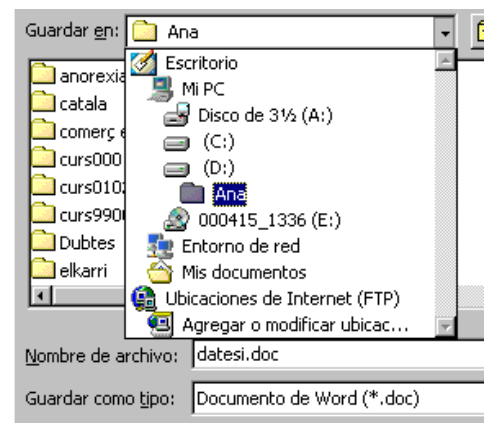 Guardar en: Ana
Escritorio
anorexia
Mi PC
catala
Disco de 3½ (A:)
comerç e
(C:)
curs000
(D:)
curs0102
Ana
curs9900
000415_1336 (E:)
Dubtes
Entorno de red
elkarri
Mis documentos
Ubicaciones de Internet (FTP)
Agregar o modificar ubicac...
Nombre de archivo: datesi.doc
Guardar como tipo: Documento de Word (*.doc)